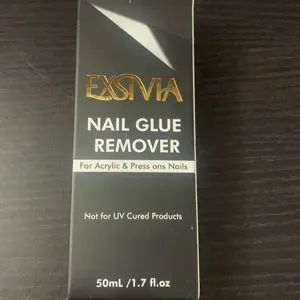 EXSIVIA
NAIL GLUE
REMOVER
For Acrylic & Press ons Nails
Not for UV Cured Products
50mL /1.7 fl.oz